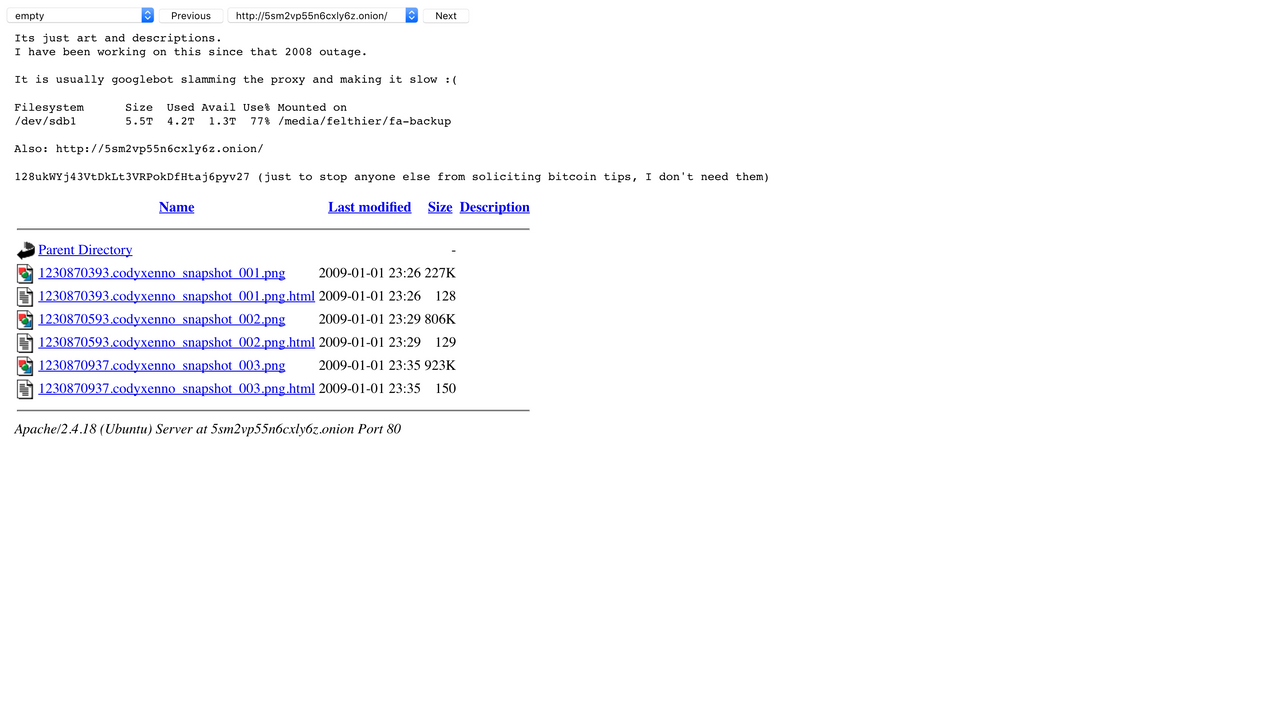 empty Previous http://5sm2vp55n6cxly6z.onion/ Next
Its just art and descriptions.
I have been working on this since that 2008 outage.
It is usually googlebot slamming the proxy and making it slow :(
Filesystem      Size  Used Avail Use% Mounted on
/dev/sdb1       5.5T  4.2T  1.3T  77% /media/felthier/fa-backup
Also: http://5sm2vp55n6cxly6z.onion/
128ukWYj43VtDkLt3VRPokDfHtaj6pyv27 (just to stop anyone else from soliciting bitcoin tips, I don't need them)
Name Last modified Size Description
Parent Directory -
1230870393.codyxenno_snapshot_001.png 2009-01-01 23:26 227K
1230870393.codyxenno_snapshot_001.png.html 2009-01-01 23:26 128
1230870593.codyxenno_snapshot_002.png 2009-01-01 23:29 806K
1230870593.codyxenno_snapshot_002.png.html 2009-01-01 23:29 129
1230870937.codyxenno_snapshot_003.png 2009-01-01 23:35 923K
1230870937.codyxenno_snapshot_003.png.html 2009-01-01 23:35 150
Apache/2.4.18 (Ubuntu) Server at 5sm2vp55n6cxly6z.onion Port 80